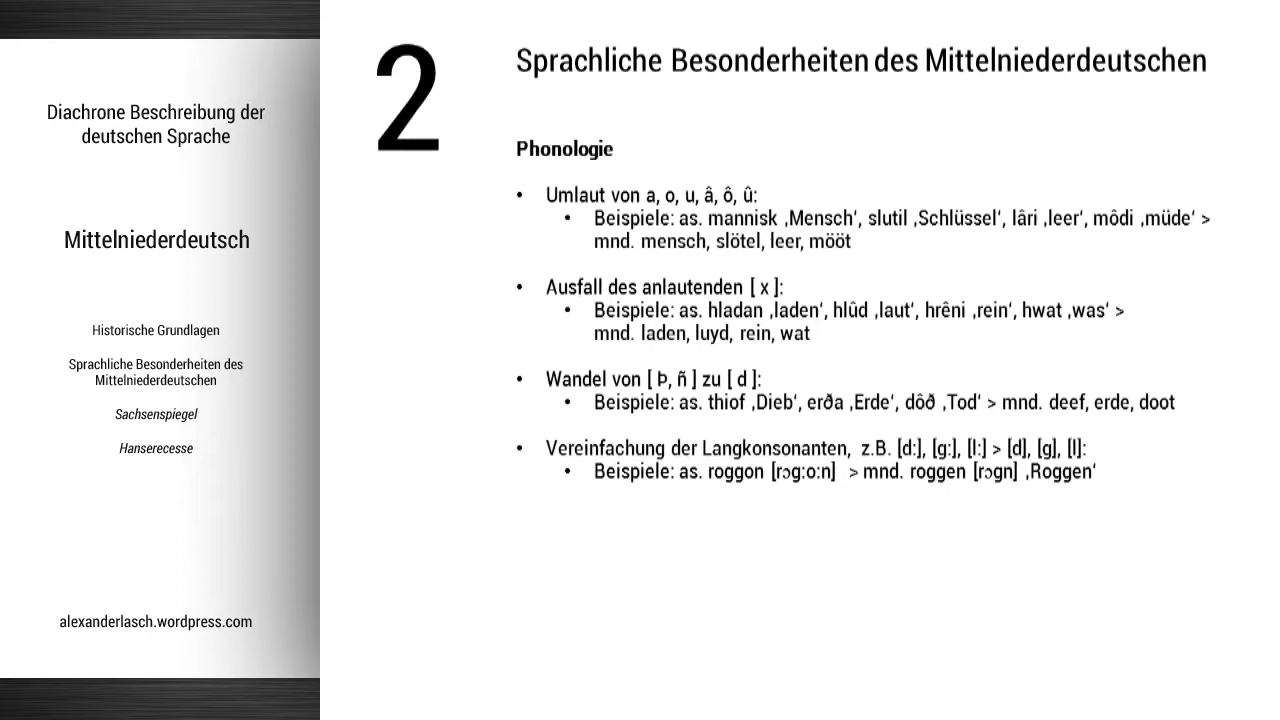 Diachrone Beschreibung der
deutschen Sprache
Mittelniederdeutsch
Historische Grundlagen
Sprachliche Besonderheiten des
Mittelniederdeutschen
Sachsenspiegel
Hanserecesse
alexanderlasch.wordpress.com
2
Sprachliche Besonderheiten des Mittelniederdeutschen
Phonologie
• Umlaut von a, o, u, â, ô, û:
• Beispiele: as. mannisk ‚Mensch‘, slutil ‚Schlüssel‘, lâri ‚leer‘, môdi ‚müde‘ >
mnd. mensch, slötel, leer, mööt
• Ausfall des anlautenden [ x ]:
• Beispiele: as. hladan ‚laden‘, hlûd ‚laut‘, hrêni ‚rein‘, hwat ‚was‘ >
mnd. laden, luyd, rein, wat
• Wandel von [ Þ, ñ ] zu [ d ]:
• Beispiele: as. thiof ‚Dieb‘, erða ‚Erde‘, dôð ‚Tod‘ > mnd. deef, erde, doot
• Vereinfachung der Langkonsonanten, z.B. [d:], [g:], [l:] > [d], [g], [l]:
• Beispiele: as. roggon [rɔg:o:n] > mnd. roggen [rɔgn] ‚Roggen‘